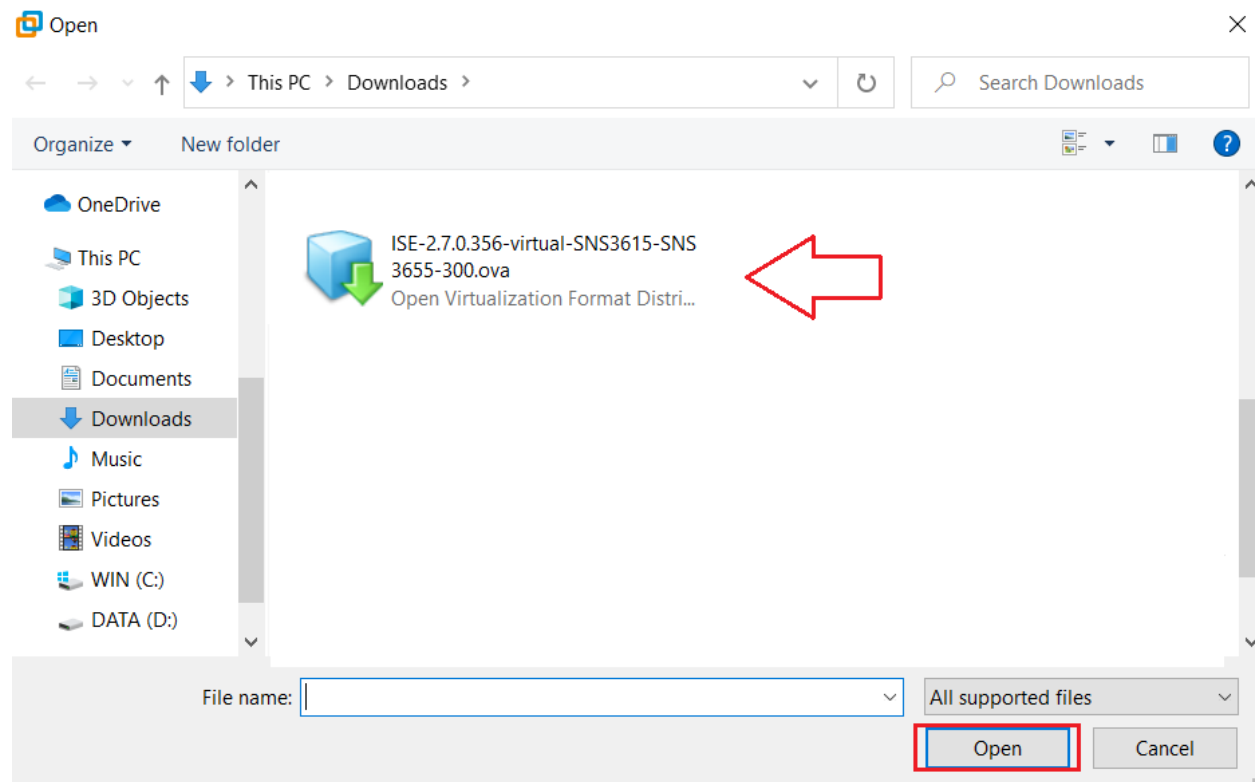 Open
This PC > Downloads >
Search Downloads
Organize
New folder
?
OneDrive
This PC
3D Objects
Desktop
Documents
Downloads
Music
Pictures
Videos
WIN (C:)
DATA (D:)
ISE-2.7.0.356-virtual-SNS3615-SNS
3655-300.ova
Open Virtualization Format Distri...
File name:
All supported files
Open
Cancel